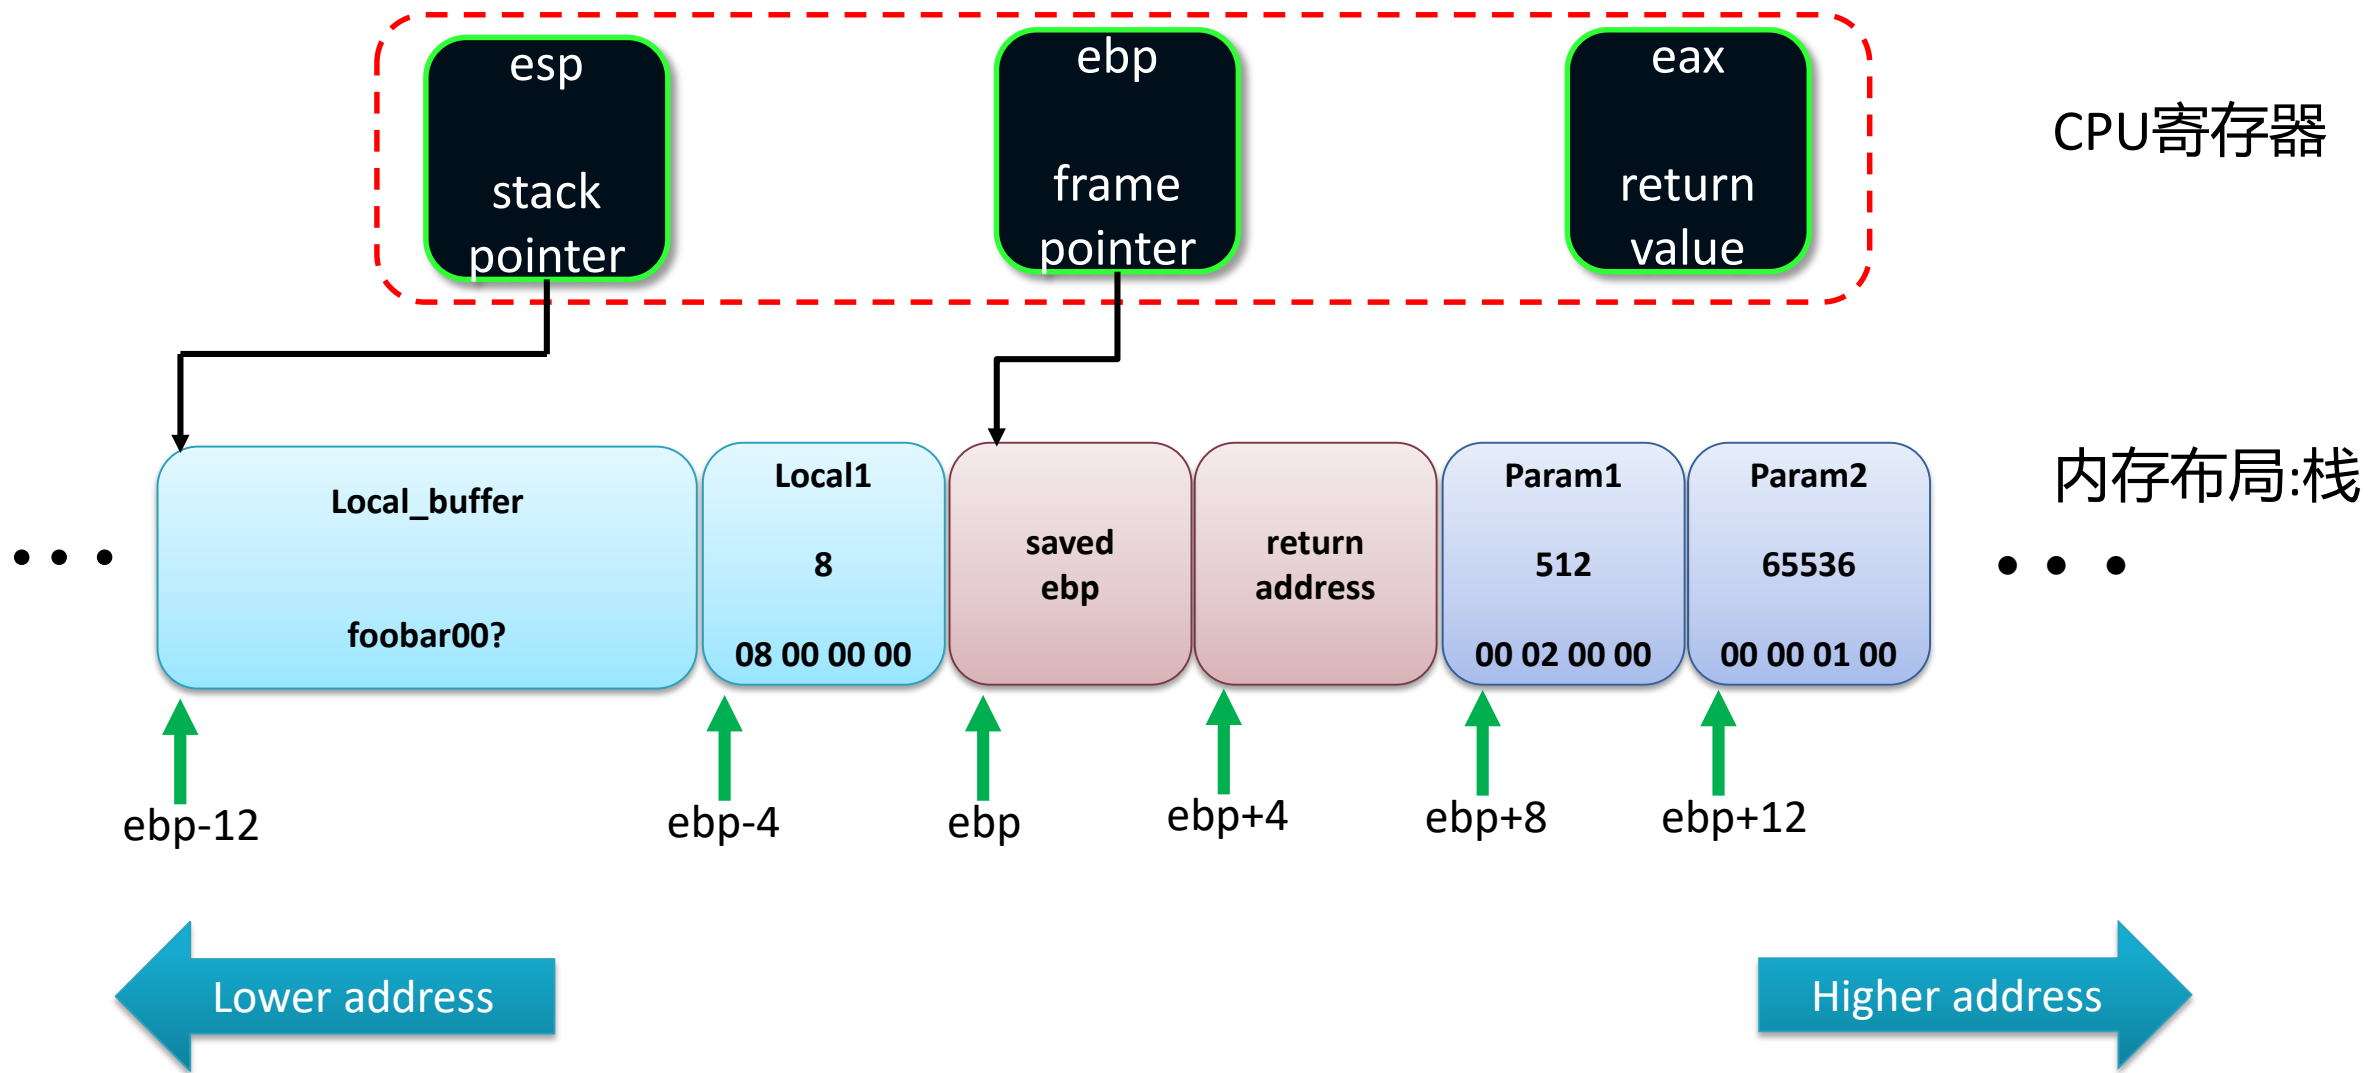 esp
stack
pointer
ebp
frame
pointer
eax
return
value
CPU寄存器
Local_buffer
foobar00?
Local1
8
08 00 00 00
saved
ebp
return
address
Param1
512
00 02 00 00
Param2
65536
00 00 01 00
内存布局:栈
ebp-12
ebp-4
ebp
ebp+4
ebp+8
ebp+12
Lower address
Higher address